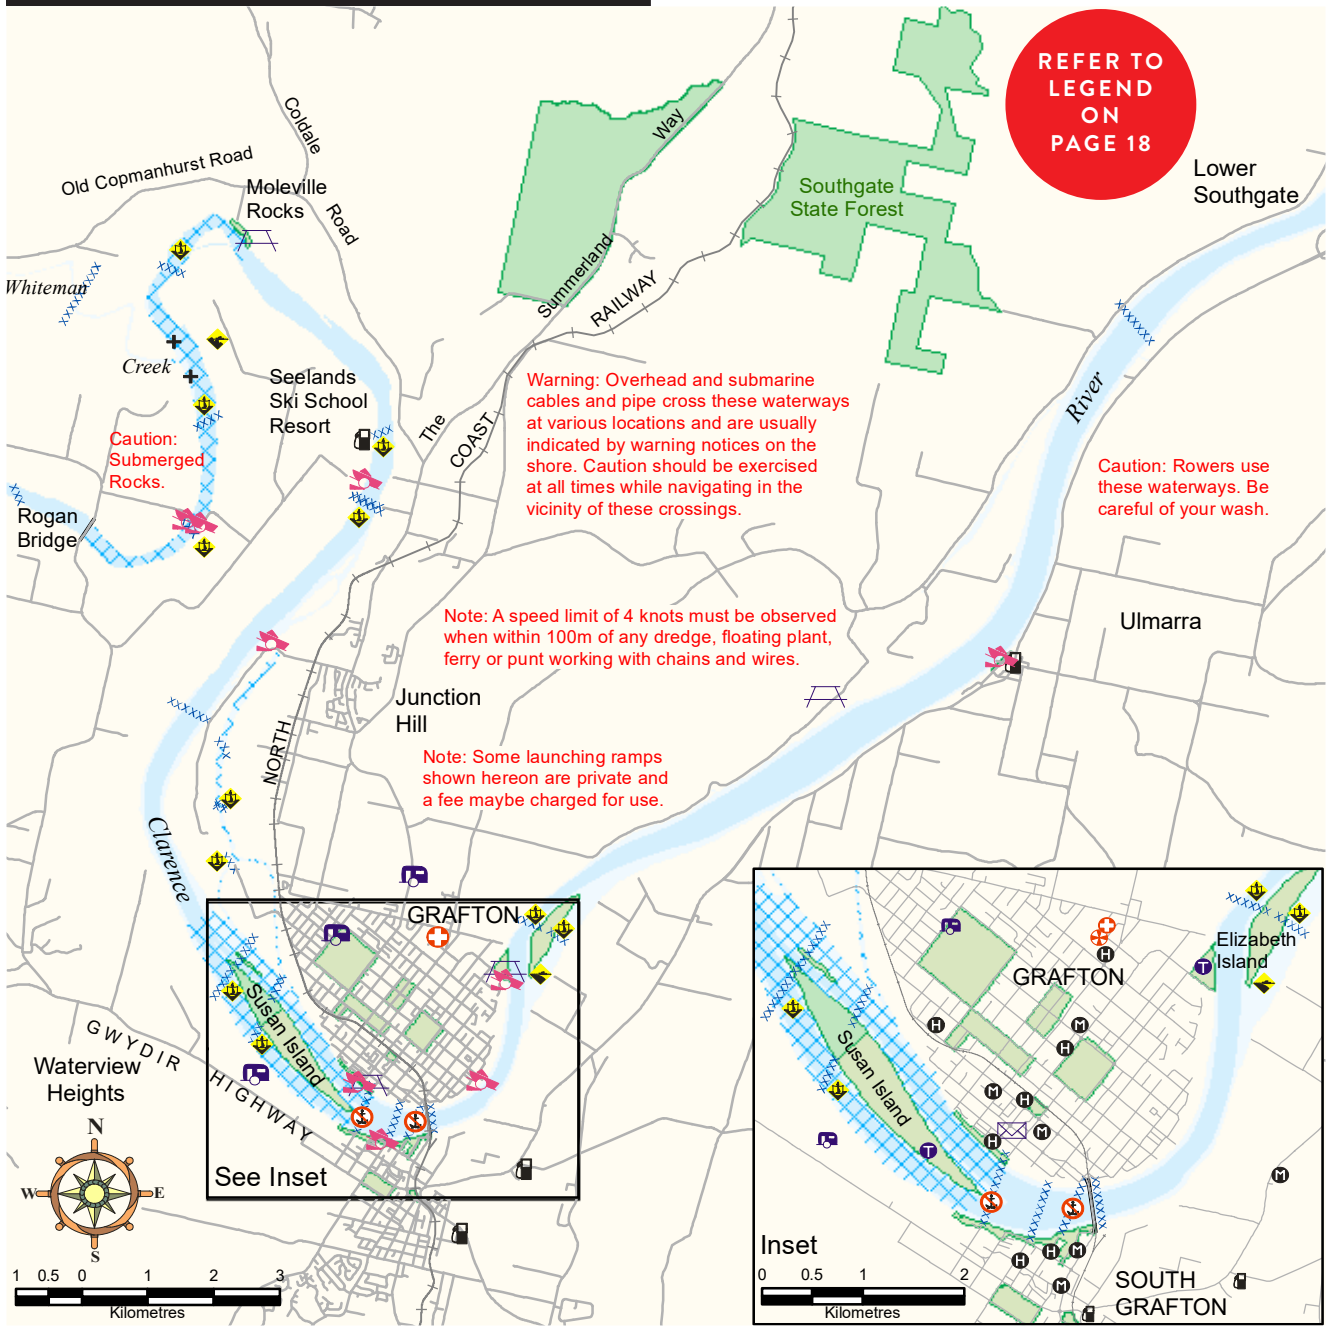 REFER TO
LEGEND
ON
PAGE 18
Lower
Southgate
Coldale
Road
Old Copmanhurst Road
Moleville
Rocks
Way
Summerland
Southgate
State Forest
RAILWAY
Whiteman
Creek
Seelands
Ski School
Resort
The
COAST
River
Warning: Overhead and submarine
cables and pipe cross these waterways
at various locations and are usually
indicated by warning notices on the
shore. Caution should be exercised
at all times while navigating in the
vicinity of these crossings.
Caution:
Submerged
Rocks.
Caution: Rowers use
these waterways. Be
careful of your wash.
Rogan
Bridge
Note: A speed limit of 4 knots must be observed
when within 100m of any dredge, floating plant,
ferry or punt working with chains and wires.
Ulmarra
Junction
Hill
NORTH
Note: Some launching ramps
shown hereon are private and
a fee maybe charged for use.
Clarence
GRAFTON
Susan Island
GWYDIR
HIGHWAY
Waterview
Heights
See Inset
N
W
E
S
1 0.5 0 1 2 3
Kilometres
Elizabeth
Island
T
H
GRAFTON
H
M
H
Susan Island
M
H
M
H
T
M
H
M
H
M
Inset
0 0.5 1 2
Kilometres
SOUTH
GRAFTON